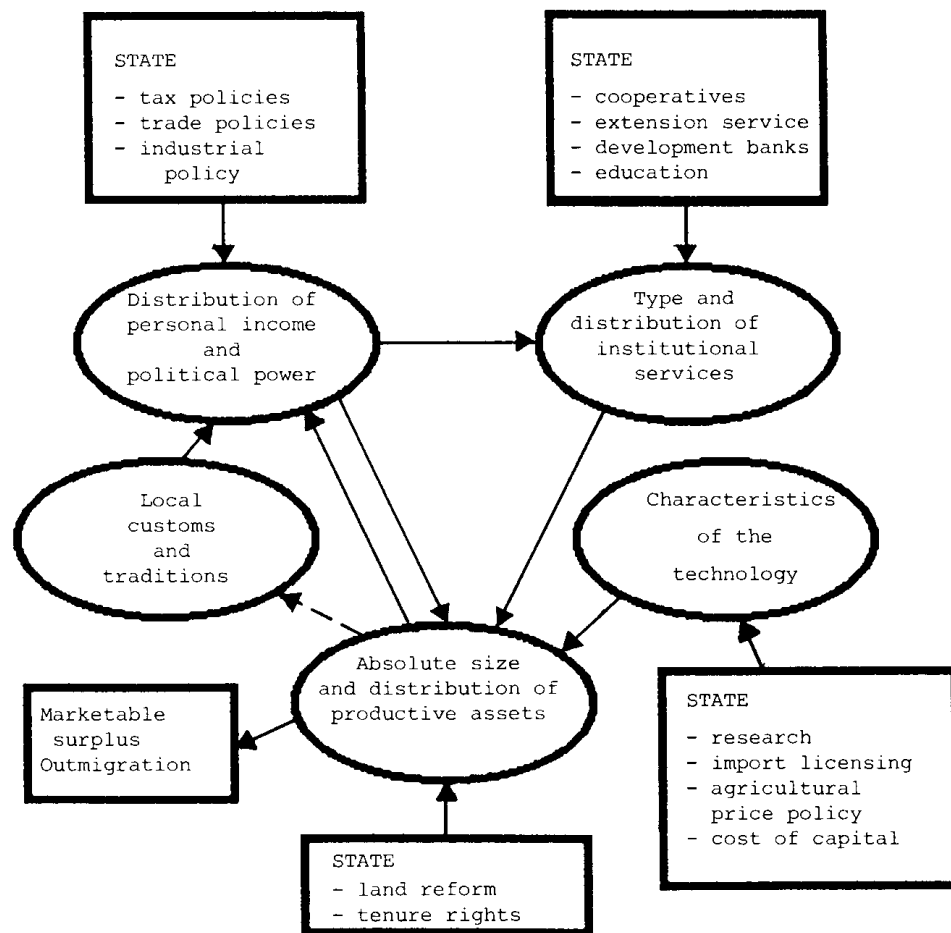 STATE
- tax policies
- trade policies
- industrial
policy
STATE
- cooperatives
- extension service
- development banks
- education
Distribution of
personal income
and
political power
Type and
distribution of
institutional
services
Local
customs
and
traditions
Characteristics
of the
technology
Absolute size
and distribution of
productive assets
Marketable
surplus
Outmigration
STATE
- research
- import licensing
- agricultural
price policy
- cost of capital
STATE
- land reform
- tenure rights